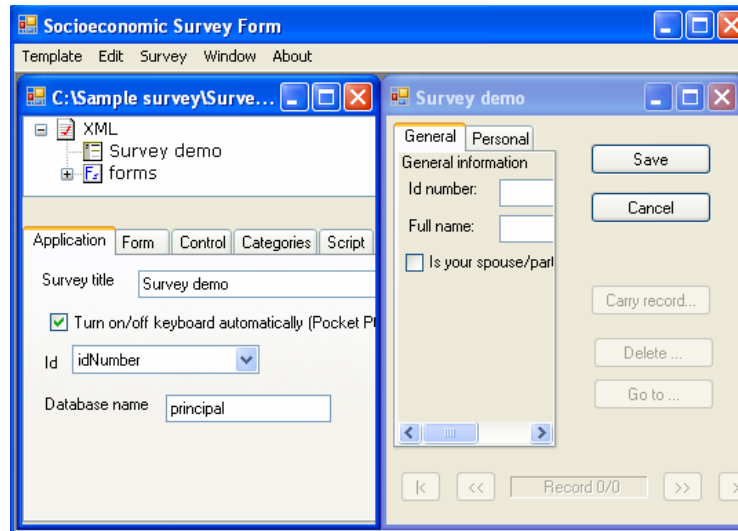 Socioeconomic Survey Form
Template Edit Survey Window About
C:\Sample survey\Surve...
XML
Survey demo
forms
Application Form Control Categories Script
Survey title Survey demo
Turn on/off keyboard automatically (Pocket P
Id idNumber
Database name principal
Survey demo
General Personal
General information
Id number:
Full name:
Is your spouse/part
Save
Cancel
Carry record...
Delete ...
Go to ...
|< << Record 0/0 >> >